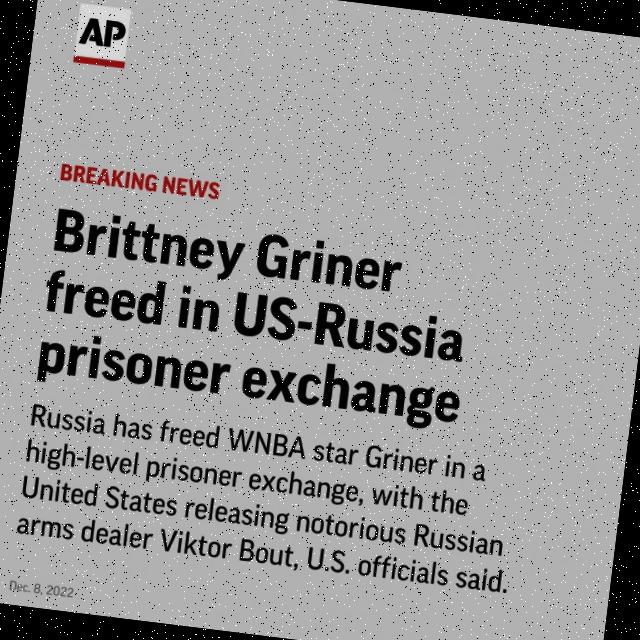 AP
BREAKING NEWS
Brittney Griner
freed in US-Russia
prisoner exchange
Russia has freed WNBA star Griner in a
high-level prisoner exchange, with the
United States releasing notorious Russian
arms dealer Viktor Bout, U.S. officials said.
Dec. 8, 2022